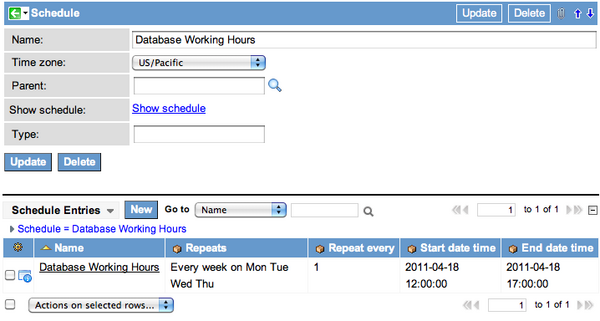 Schedule Update Delete
Name: Database Working Hours
Time zone: US/Pacific
Parent:
Show schedule: Show schedule
Type:
Update Delete
Schedule Entries New Go to Name 1 to 1 of 1
Schedule = Database Working Hours
Name Repeats Repeat every Start date time End date time
Database Working Hours Every week on Mon Tue 1 2011-04-18 2011-04-18
Wed Thu 12:00:00 17:00:00
Actions on selected rows... 1 to 1 of 1